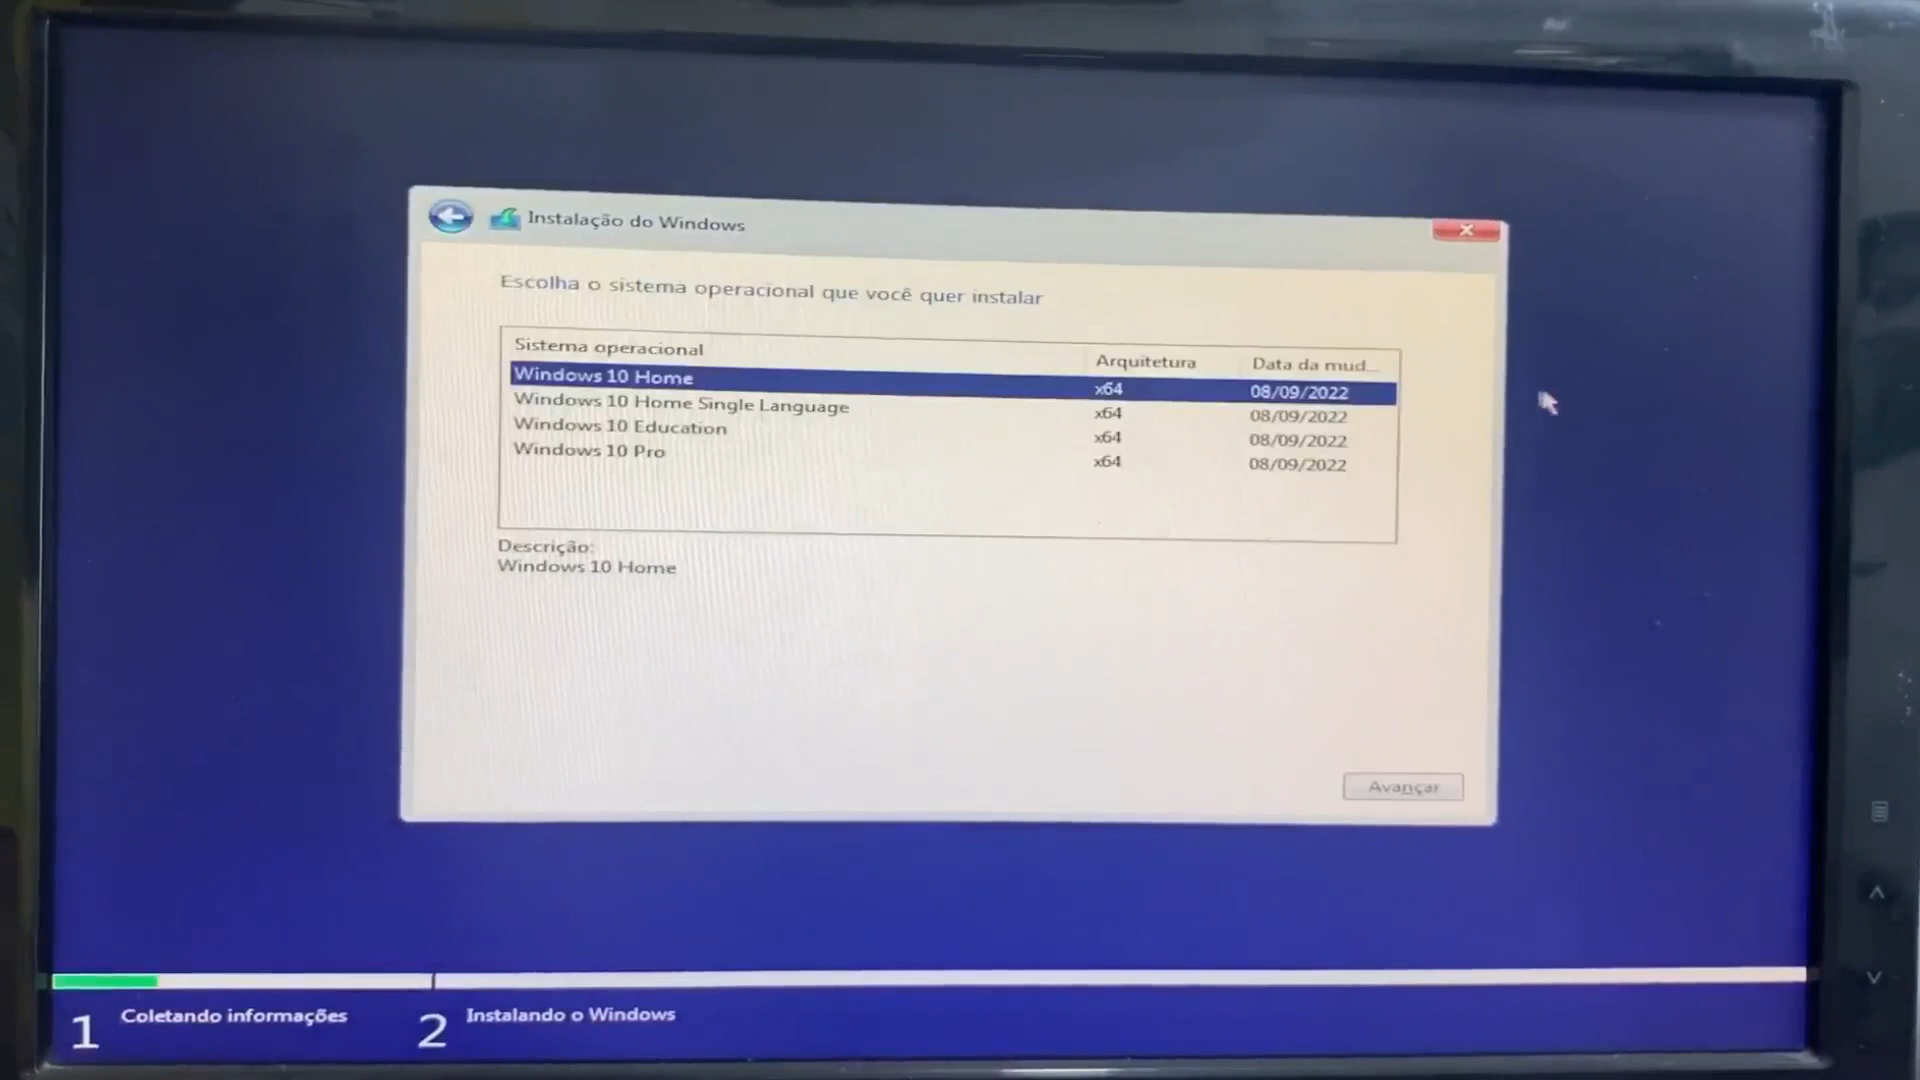 Instalação do Windows
Escolha o sistema operacional que você quer instalar
Sistema operacional Arquitetura Data da mud...
Windows 10 Home x64 08/09/2022
Windows 10 Home Single Language x64 08/09/2022
Windows 10 Education x64 08/09/2022
Windows 10 Pro x64 08/09/2022
Descrição:
Windows 10 Home
Avançar
1 Coletando informações 2 Instalando o Windows